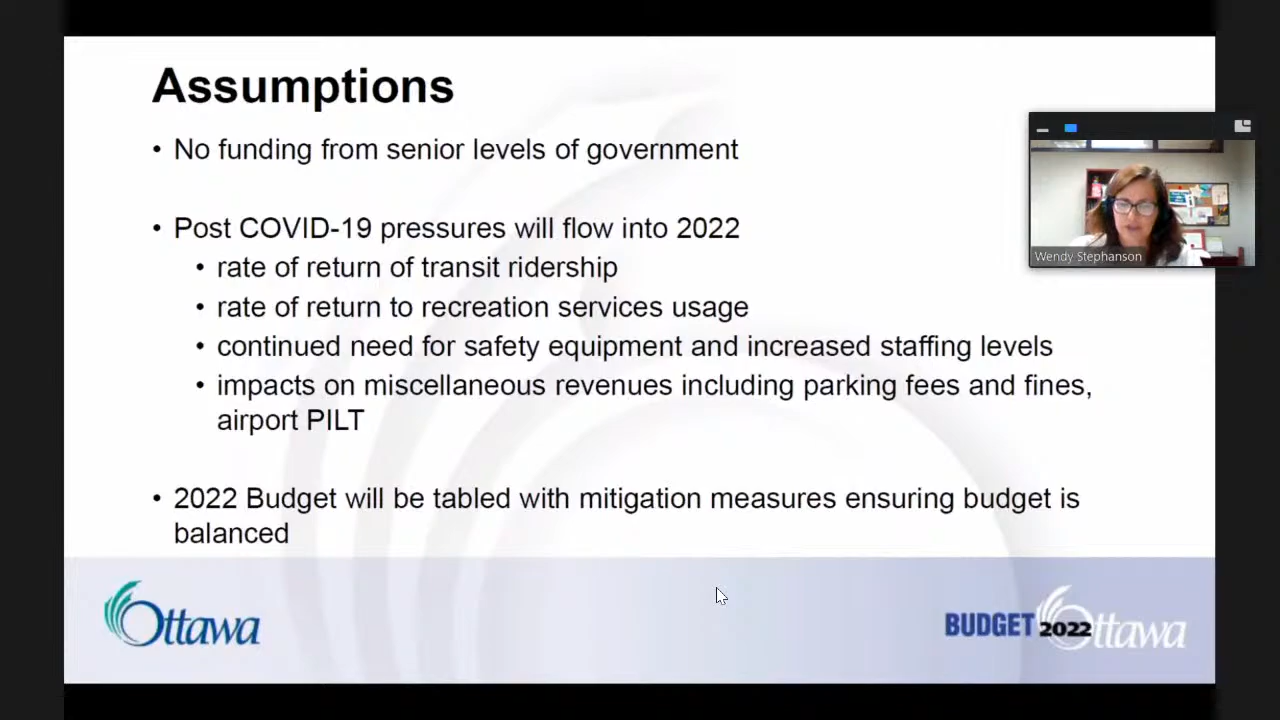 Assumptions
• No funding from senior levels of government
• Post COVID-19 pressures will flow into 2022
• rate of return of transit ridership
• rate of return to recreation services usage
• continued need for safety equipment and increased staffing levels
• impacts on miscellaneous revenues including parking fees and fines,
airport PILT
• 2022 Budget will be tabled with mitigation measures ensuring budget is
balanced
Wendy Stephanson
Ottawa
BUDGET 2022 Ottawa